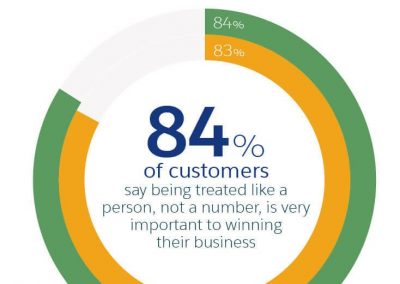 84%
83%
84%
of customers
say being treated like a
person, not a number, is very
important to winning
their business